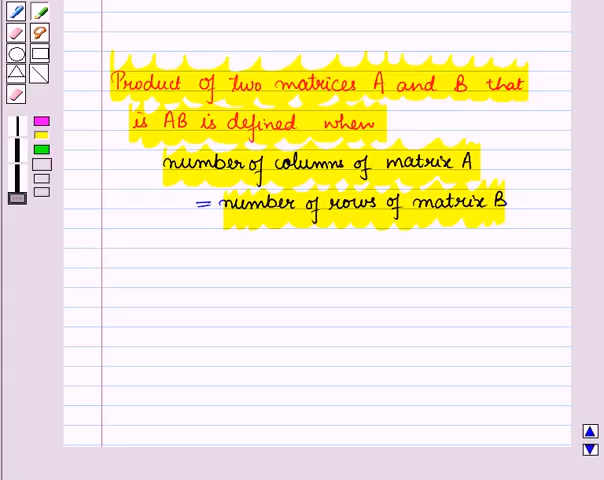 Product of two matrices A and B that
is AB is defined when
number of columns of matrix A
= number of rows of matrix B